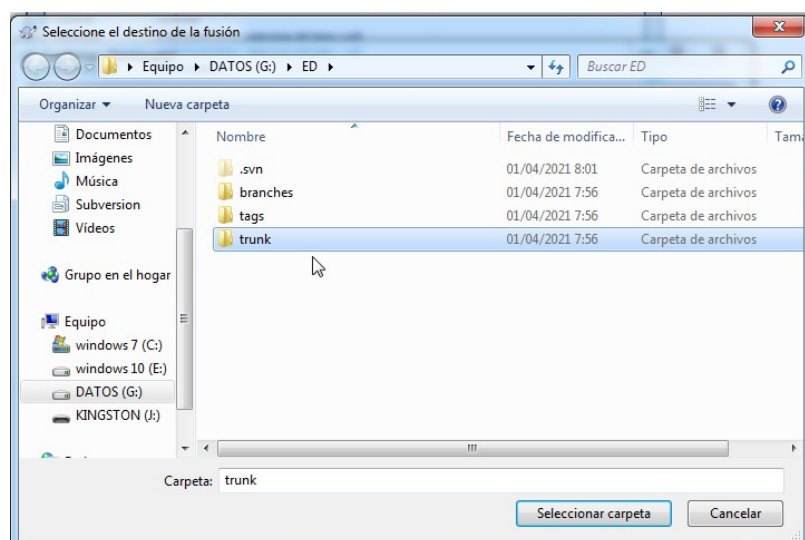 Seleccione el destino de la fusión
Equipo DATOS (G:) ED
Buscar ED
Organizar Nueva carpeta
Documentos
Imágenes
Música
Subversion
Vídeos
Grupo en el hogar
Equipo
windows 7 (C:)
windows 10 (E:)
DATOS (G:)
KINGSTON (J:)
Nombre Fecha de modifica... Tipo Tam
.svn 01/04/2021 8:01 Carpeta de archivos
branches 01/04/2021 7:56 Carpeta de archivos
tags 01/04/2021 7:56 Carpeta de archivos
trunk 01/04/2021 7:56 Carpeta de archivos
Carpeta: trunk
Seleccionar carpeta Cancelar